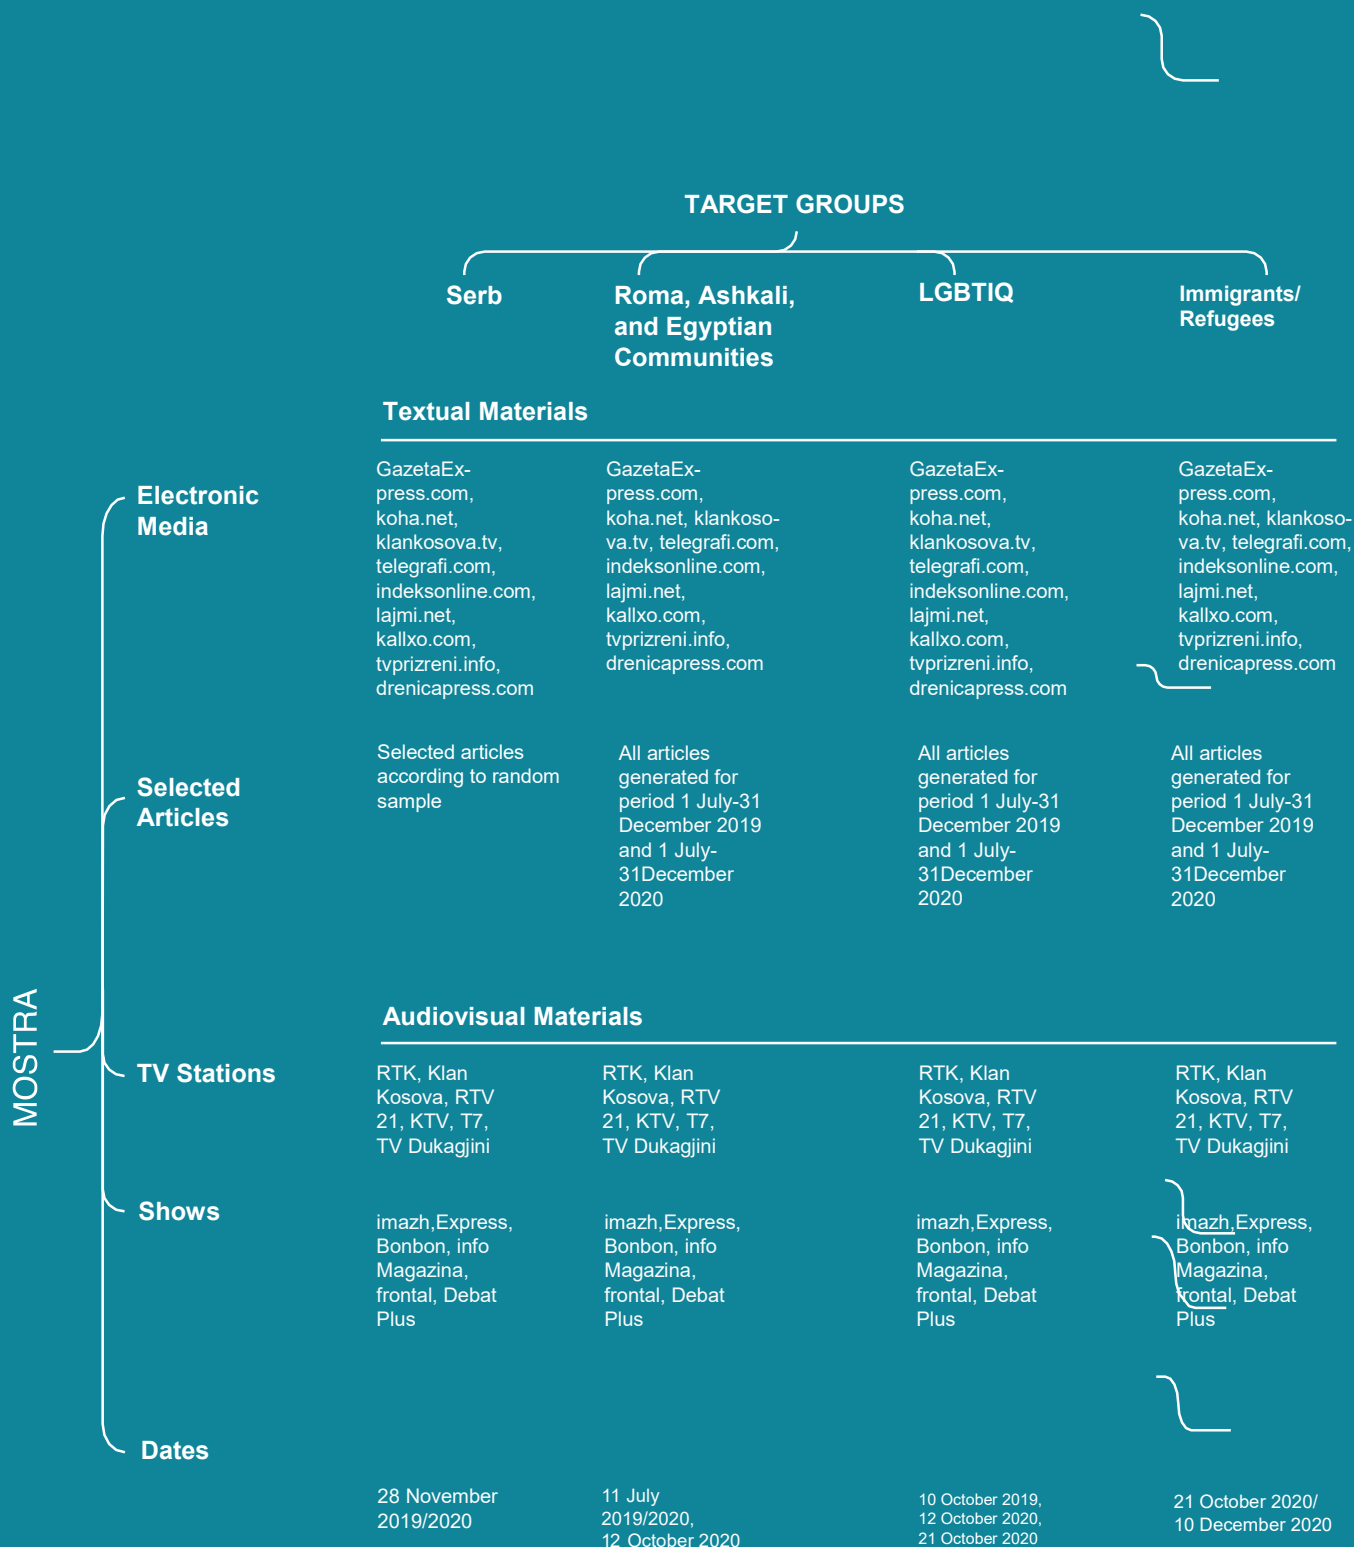 TARGET GROUPS
Serb
Roma, Ashkali,
and Egyptian
Communities
LGBTIQ
Immigrants/
Refugees
Textual Materials
Electronic
Media
GazetaEx-
press.com,
koha.net,
klankosova.tv,
telegrafi.com,
indeksonline.com,
lajmi.net,
kallxo.com,
tvprizreni.info,
drenicapress.com
GazetaEx-
press.com,
koha.net, klankoso-
va.tv, telegrafi.com,
indeksonline.com,
lajmi.net,
kallxo.com,
tvprizreni.info,
drenicapress.com
GazetaEx-
press.com,
koha.net,
klankosova.tv,
telegrafi.com,
indeksonline.com,
lajmi.net,
kallxo.com,
tvprizreni.info,
drenicapress.com
GazetaEx-
press.com,
koha.net, klankoso-
va.tv, telegrafi.com,
indeksonline.com,
lajmi.net,
kallxo.com,
tvprizreni.info,
drenicapress.com
Selected
Articles
Selected articles
according to random
sample
All articles
generated for
period 1 July-31
December 2019
and 1 July-
31December
2020
All articles
generated for
period 1 July-31
December 2019
and 1 July-
31December
2020
All articles
generated for
period 1 July-31
December 2019
and 1 July-
31December
2020
MOSTRA
Audiovisual Materials
TV Stations
RTK, Klan
Kosova, RTV
21, KTV, T7,
TV Dukagjini
RTK, Klan
Kosova, RTV
21, KTV, T7,
TV Dukagjini
RTK, Klan
Kosova, RTV
21, KTV, T7,
TV Dukagjini
RTK, Klan
Kosova, RTV
21, KTV, T7,
TV Dukagjini
Shows
imazh,Express,
Bonbon, info
Magazina,
frontal, Debat
Plus
imazh,Express,
Bonbon, info
Magazina,
frontal, Debat
Plus
imazh,Express,
Bonbon, info
Magazina,
frontal, Debat
Plus
imazh,Express,
Bonbon, info
Magazina,
frontal, Debat
Plus
Dates
28 November
2019/2020
11 July
2019/2020,
12 October 2020
10 October 2019,
12 October 2020,
21 October 2020
21 October 2020/
10 December 2020